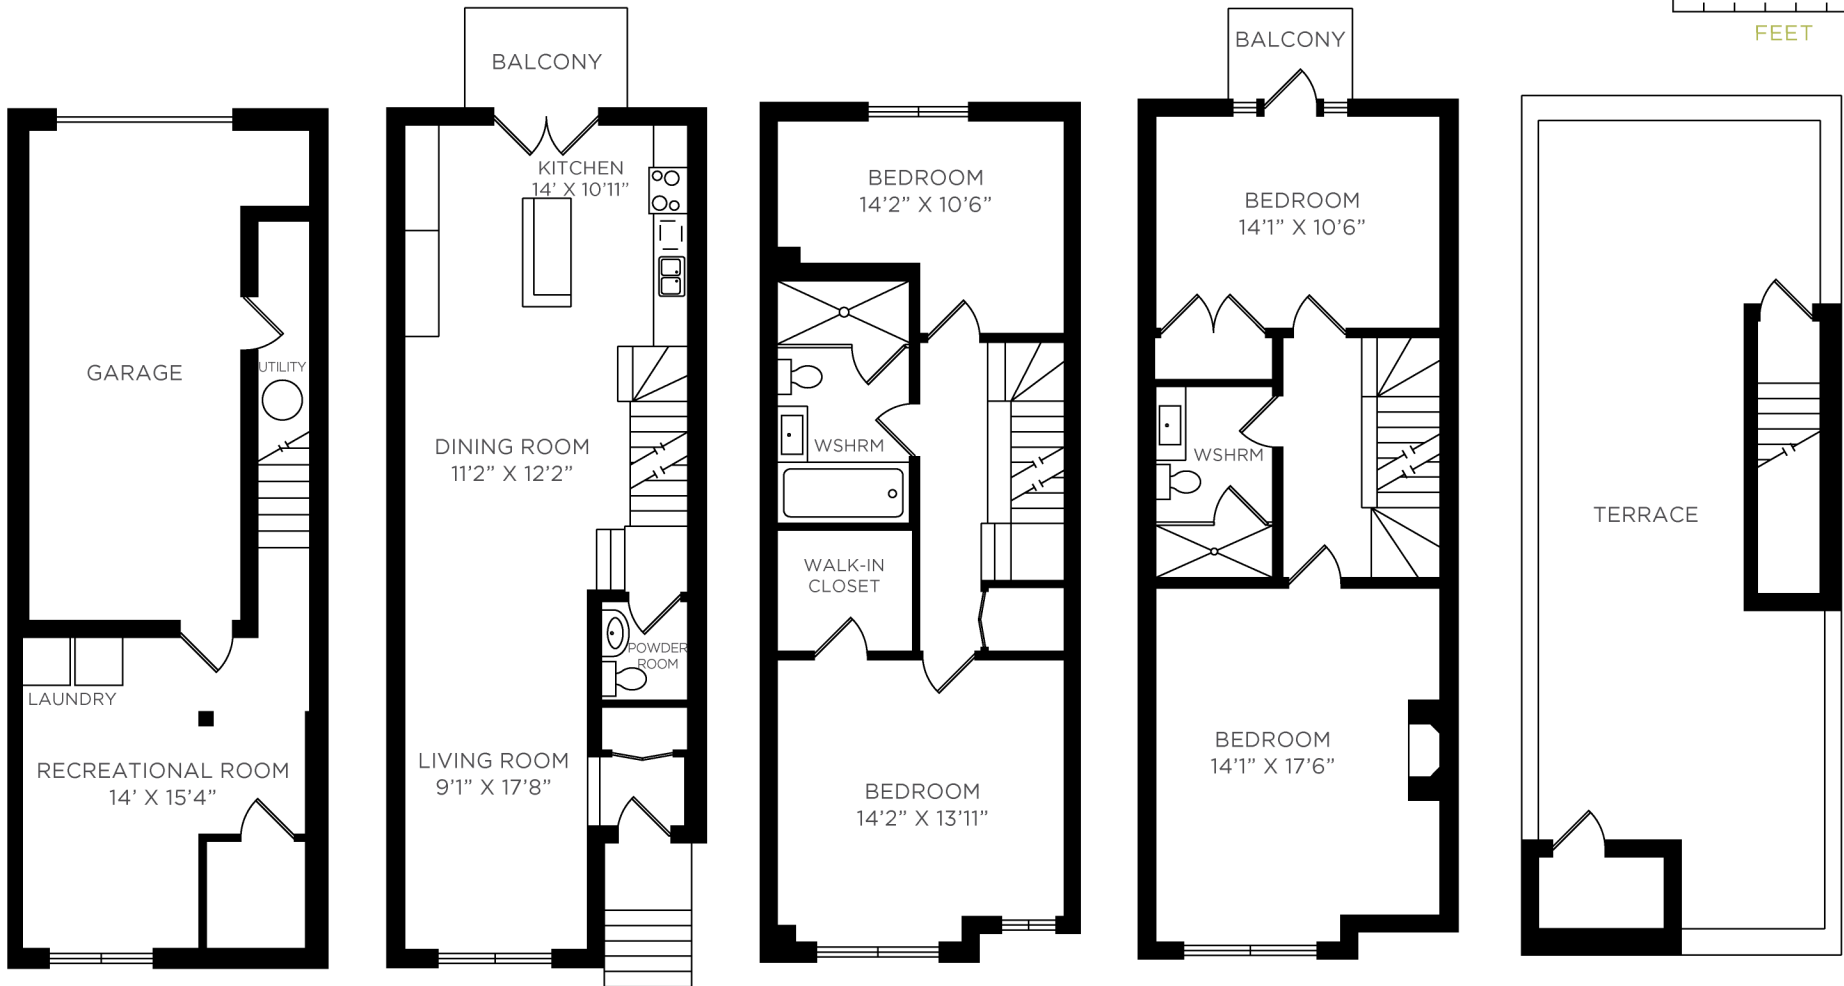 FEET
BALCONY
BALCONY
KITCHEN
14’ X 10’11”
BEDROOM
14’2” X 10’6”
BEDROOM
14’1” X 10’6”
GARAGE
UTILITY
DINING ROOM
11’2” X 12’2”
WSHRM
WSHRM
TERRACE
WALK-IN
CLOSET
POWDER
ROOM
LAUNDRY
RECREATIONAL ROOM
14’ X 15’4”
LIVING ROOM
9’1” X 17’8”
BEDROOM
14’2” X 13’11”
BEDROOM
14’1” X 17’6”